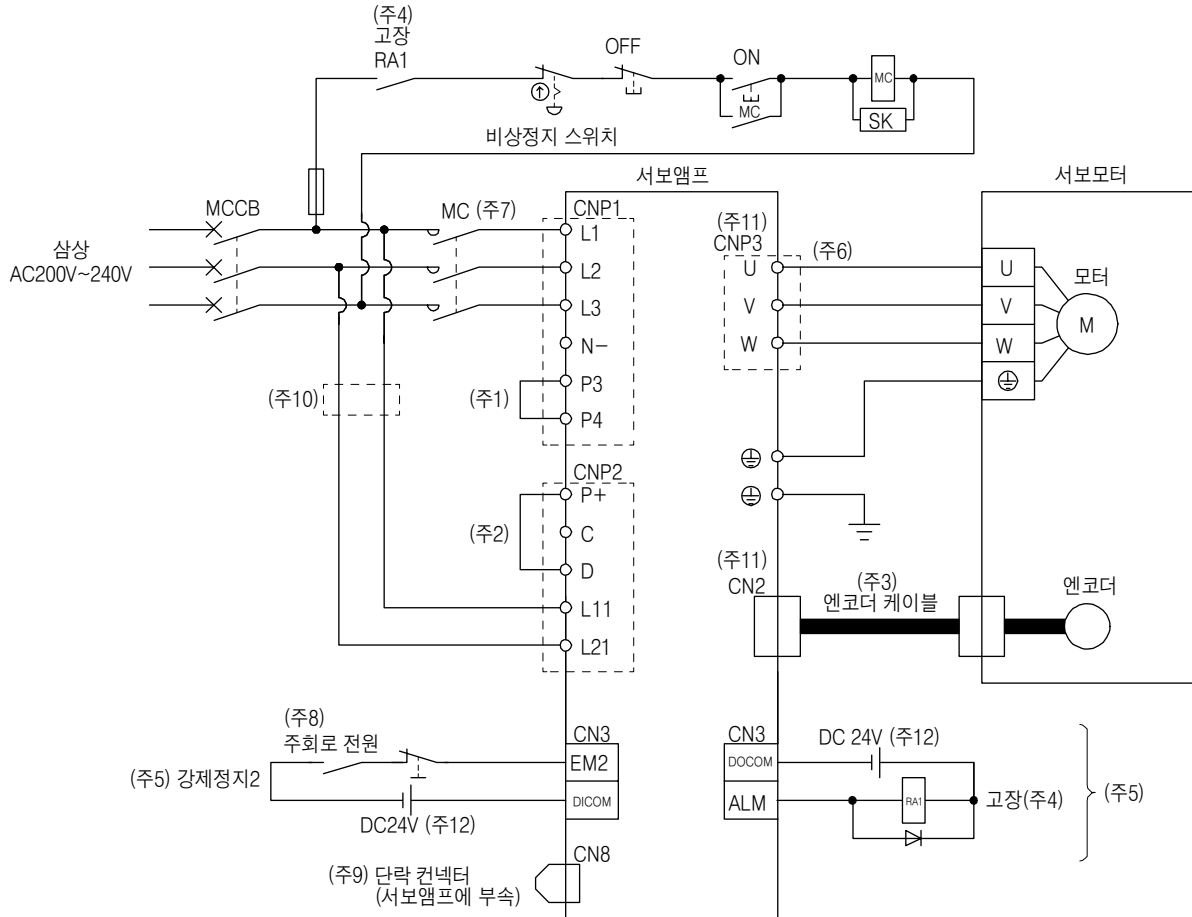 (주4)
고장
RA1
OFF
ON
MC
MC
SK
비상정지 스위치
서보앰프
서보모터
MCCB
MC (주7)
CNP1
(주11)
CNP3
(주6)
삼상
AC200V~240V
L1
L2
L3
N−
P3
P4
(주1)
(주10)
U
V
W
U
V
W
모터
M
CNP2
P+
C
D
L11
L21
(주2)
(주11)
CN2
(주3)
엔코더 케이블
엔코더
(주8)
주회로 전원
(주5) 강제정지2
DC24V (주12)
CN3
EM2
DICOM
CN3
DOCOM
ALM
DC 24V (주12)
RA1
고장(주4)
(주5)
CN8
(주9) 단락 컨넥터
(서보앰프에 부속)